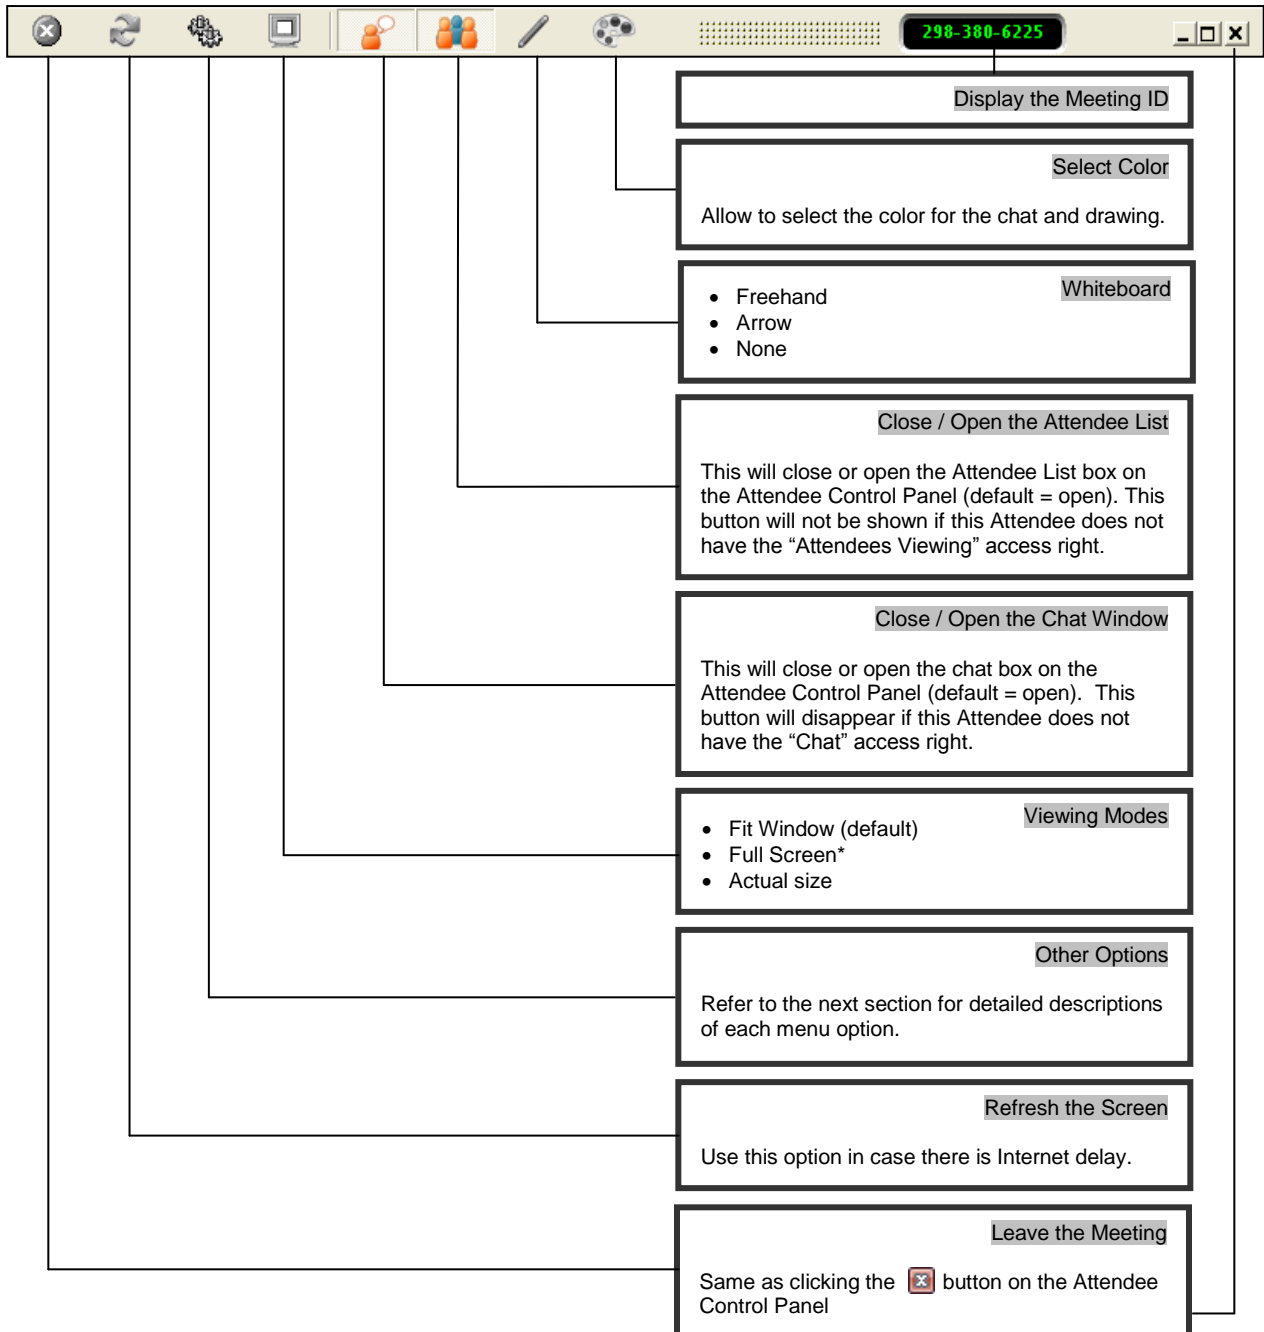 298-380-6225
Display the Meeting ID
Select Color
Allow to select the color for the chat and drawing.
Whiteboard
• Freehand
• Arrow
• None
Close / Open the Attendee List
This will close or open the Attendee List box on
the Attendee Control Panel (default = open). This
button will not be shown if this Attendee does not
have the “Attendees Viewing” access right.
Close / Open the Chat Window
This will close or open the chat box on the
Attendee Control Panel (default = open).  This
button will disappear if this Attendee does not
have the “Chat” access right.
Viewing Modes
• Fit Window (default)
• Full Screen*
• Actual size
Other Options
Refer to the next section for detailed descriptions
of each menu option.
Refresh the Screen
Use this option in case there is Internet delay.
Leave the Meeting
Same as clicking the button on the Attendee
Control Panel